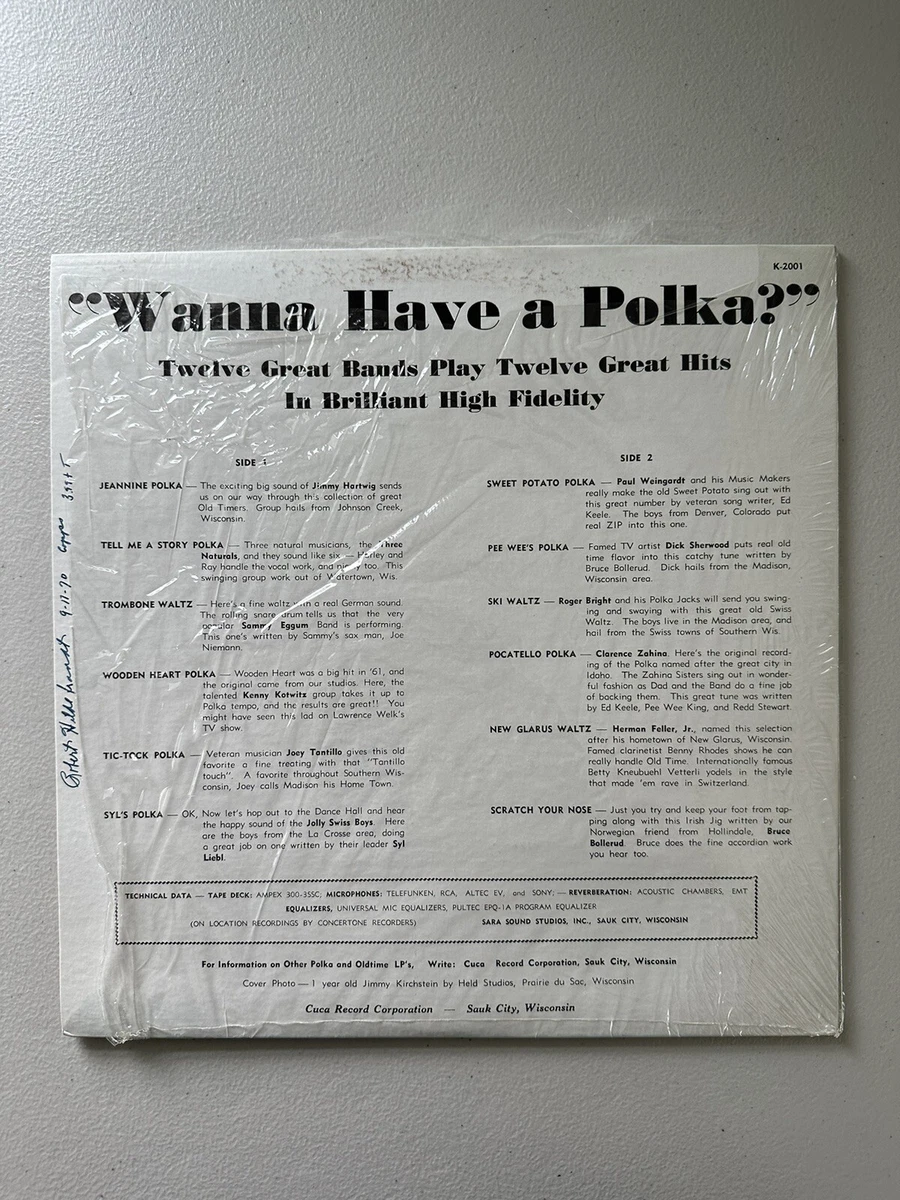 K-2001
“Wanna Have a Polka?”
Twelve Great Bands Play Twelve Great Hits
In Brilliant High Fidelity
SIDE 1
JEANNINE POLKA — The exciting big sound of Jimmy Hartwig sends
us on our way through this collection of great
Old Timers. Group hails from Johnson Creek,
Wisconsin.
TELL ME A STORY POLKA — Three natural musicians, the Three
Naturals, and they sound like six — Harley and
Ray handle the vocal work, and nicely too. This
swinging group work out of Watertown, Wis.
TROMBONE WALTZ — Here's a fine waltz with a real German sound.
The rolling snare drum tells us that the very
popular Sammy Eggum Band is performing.
This one's written by Sammy's sax man, Joe
Niemann.
WOODEN HEART POLKA — Wooden Heart was a big hit in '61, and
the original came from our studios. Here, the
talented Kenny Kotwitz group takes it up to
Polka tempo, and the results are great!! You
might have seen this lad on Lawrence Welk's
TV show.
TIC-TOCK POLKA — Veteran musician Joey Tantillo gives this old
favorite a fine treating with that "Tantillo
touch". A favorite throughout Southern Wis-
consin, Joey calls Madison his Home Town.
SYL'S POLKA — OK, Now let's hop out to the Dance Hall and hear
the happy sound of the Jolly Swiss Boys. Here
are the boys from the La Crosse area, doing
a great job on one written by their leader Syl
Liebl.
SIDE 2
SWEET POTATO POLKA — Paul Weingardt and his Music Makers
really make the old Sweet Potato sing out with
this great number by veteran song writer, Ed
Keele. The boys from Denver, Colorado put
real ZIP into this one.
PEE WEE'S POLKA — Famed TV artist Dick Sherwood puts real old
time flavor into this catchy tune written by
Bruce Bollerud. Dick hails from the Madison,
Wisconsin area.
SKI WALTZ — Roger Bright and his Polka Jacks will send you swing-
ing and swaying with this great old Swiss
Waltz. The boys live in the Madison area, and
hail from the Swiss towns of Southern Wis.
POCATELLO POLKA — Clarence Zahina. Here's the original record-
ing of the Polka named after the great city in
Idaho. The Zahina Sisters sing out in wonder-
ful fashion as Dad and the Band do a fine job
of backing them. This great tune was written
by Ed Keele, Pee Wee King, and Redd Stewart.
NEW GLARUS WALTZ — Herman Feller, Jr., named this selection
after his hometown of New Glarus, Wisconsin.
Famed clarinetist Benny Rhodes shows he can
really handle Old Time. Internationally famous
Betty Kneubuehl Vetterli yodels in the style
that made 'em rave in Switzerland.
SCRATCH YOUR NOSE — Just you try and keep your foot from tap-
ping along with this Irish Jig written by our
Norwegian friend from Hollindale, Bruce
Bollerud. Bruce does the fine accordian work
you hear too.
TECHNICAL DATA — TAPE DECK: AMPEX 300-3SSC, MICROPHONES: TELEFUNKEN, RCA, ALTEC EV, and SONY; — REVERBERATION: ACOUSTIC CHAMBERS, EMT
EQUALIZERS, UNIVERSAL MIC EQUALIZERS, PULTEC EPQ-1A PROGRAM EQUALIZER
(ON LOCATION RECORDINGS BY CONCERTONE RECORDERS) SARA SOUND STUDIOS, INC., SAUK CITY, WISCONSIN
For Information on Other Polka and Oldtime LP's, Write: Cuca Record Corporation, Sauk City, Wisconsin
Cover Photo — 1 year old Jimmy Kirchstein by Held Studios, Prairie du Sac, Wisconsin
Cuca Record Corporation — Sauk City, Wisconsin
9-11-70